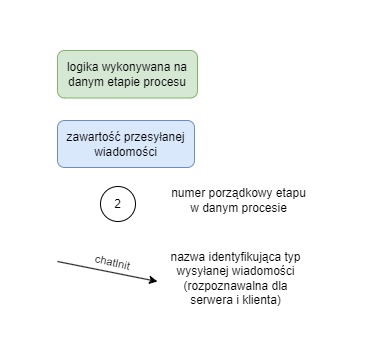 logika wykonywana na
danym etapie procesu
zawartość przesyłanej
wiadomości
2
numer porządkowy etapu
w danym procesie
chatInit
nazwa identyfikująca typ
wysyłanej wiadomości
(rozpoznawalna dla
serwera i klienta)